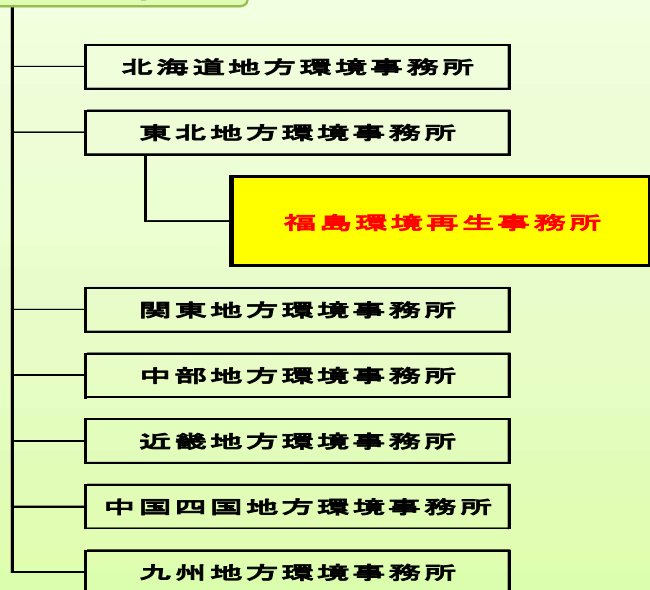 北海道地方環境事務所
東北地方環境事務所
福島環境再生事務所
関東地方環境事務所
中部地方環境事務所
近畿地方環境事務所
中国四国地方環境事務所
九州地方環境事務所